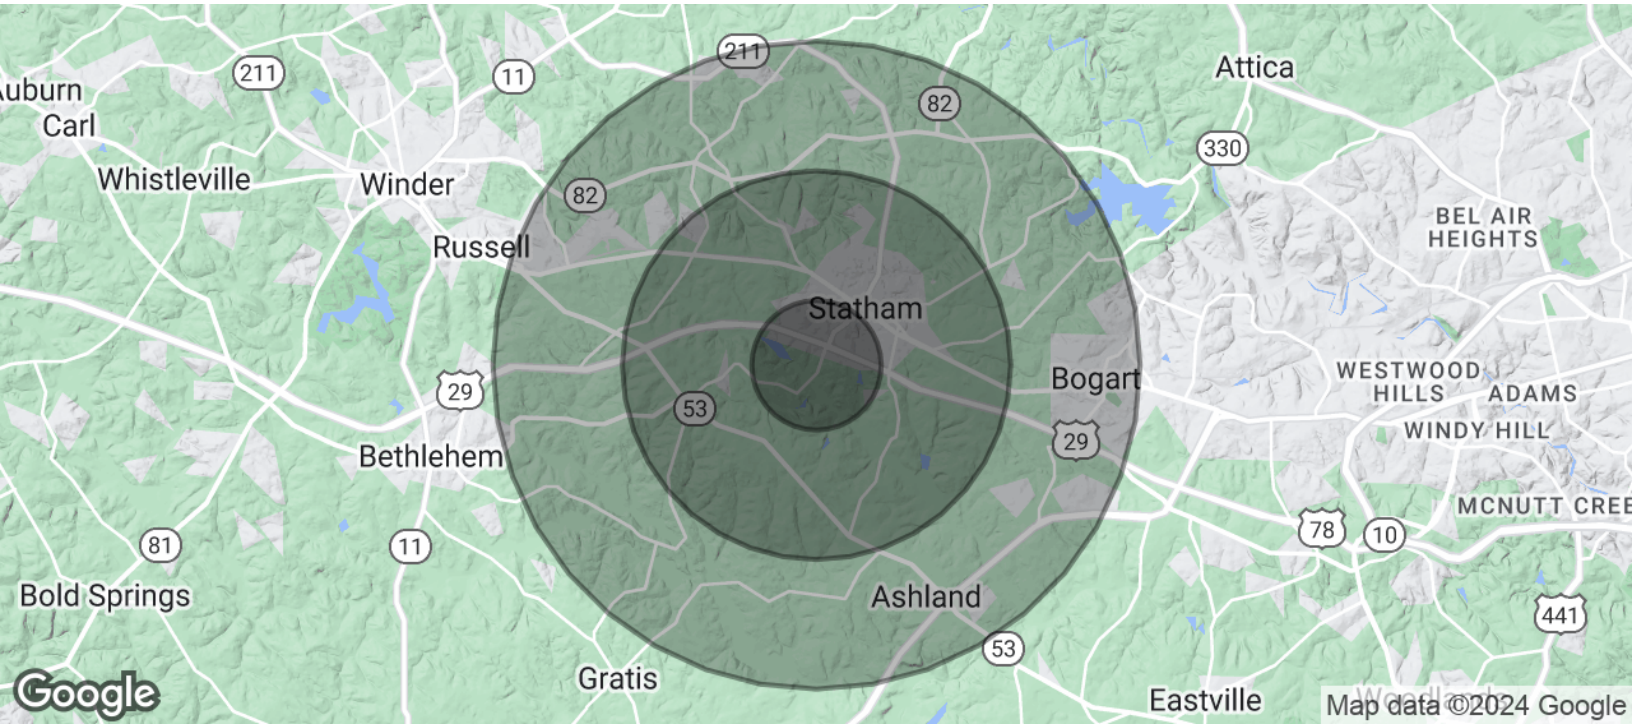 211
82
Attica
11
211
Auburn
Carl
330
Whistleville
Winder
82
BEL AIR
HEIGHTS
Russell
Statham
WESTWOOD
HILLS
ADAMS
Bogart
29
53
WINDY HILL
29
Bethlehem
MCNUTT CREE
78
10
81
11
Bold Springs
Ashland
441
53
Gratis
Google
Eastville
Woodlands
Map data ©2024 Google